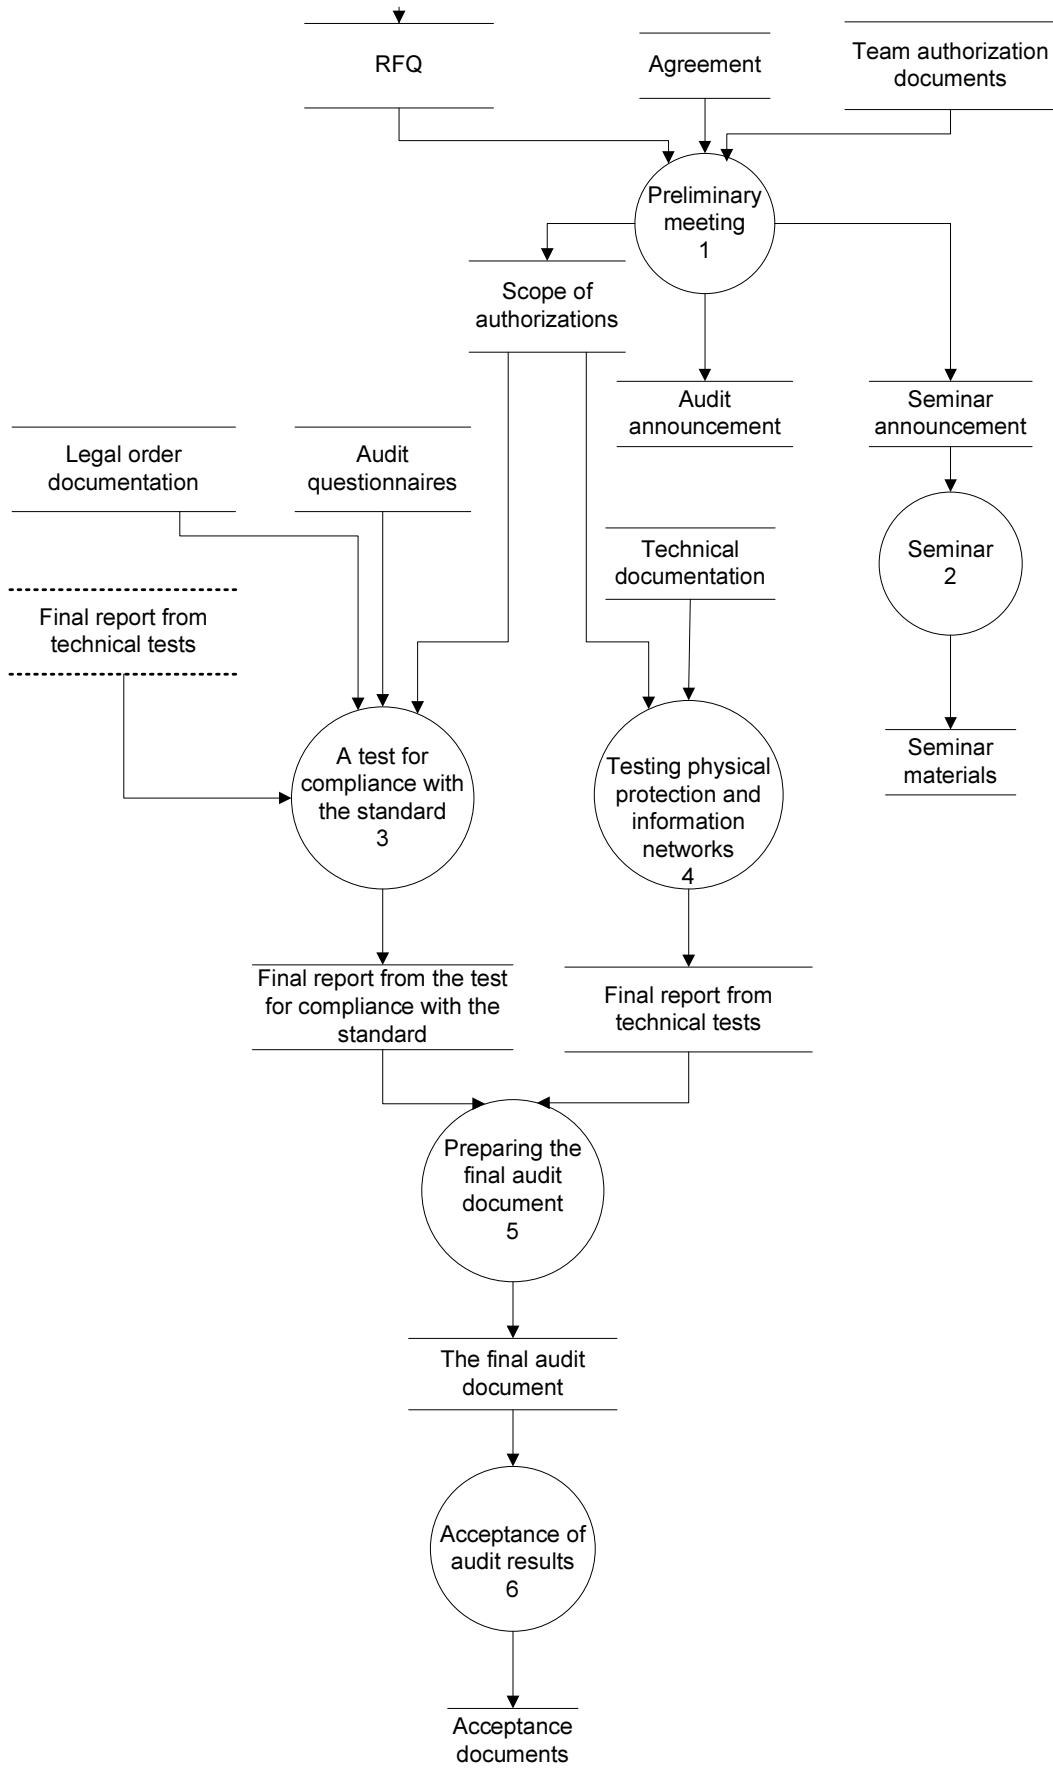 RFQ
Agreement
Team authorization
documents
Preliminary
meeting
1
Scope of
authorizations
Audit
announcement
Seminar
announcement
Legal order
documentation
Audit
questionnaires
Technical
documentation
Seminar
2
Final report from
technical tests
A test for
compliance with
the standard
3
Testing physical
protection and
information
networks
4
Seminar
materials
Final report from the test
for compliance with the
standard
Final report from
technical tests
Preparing the
final audit
document
5
The final audit
document
Acceptance of
audit results
6
Acceptance
documents